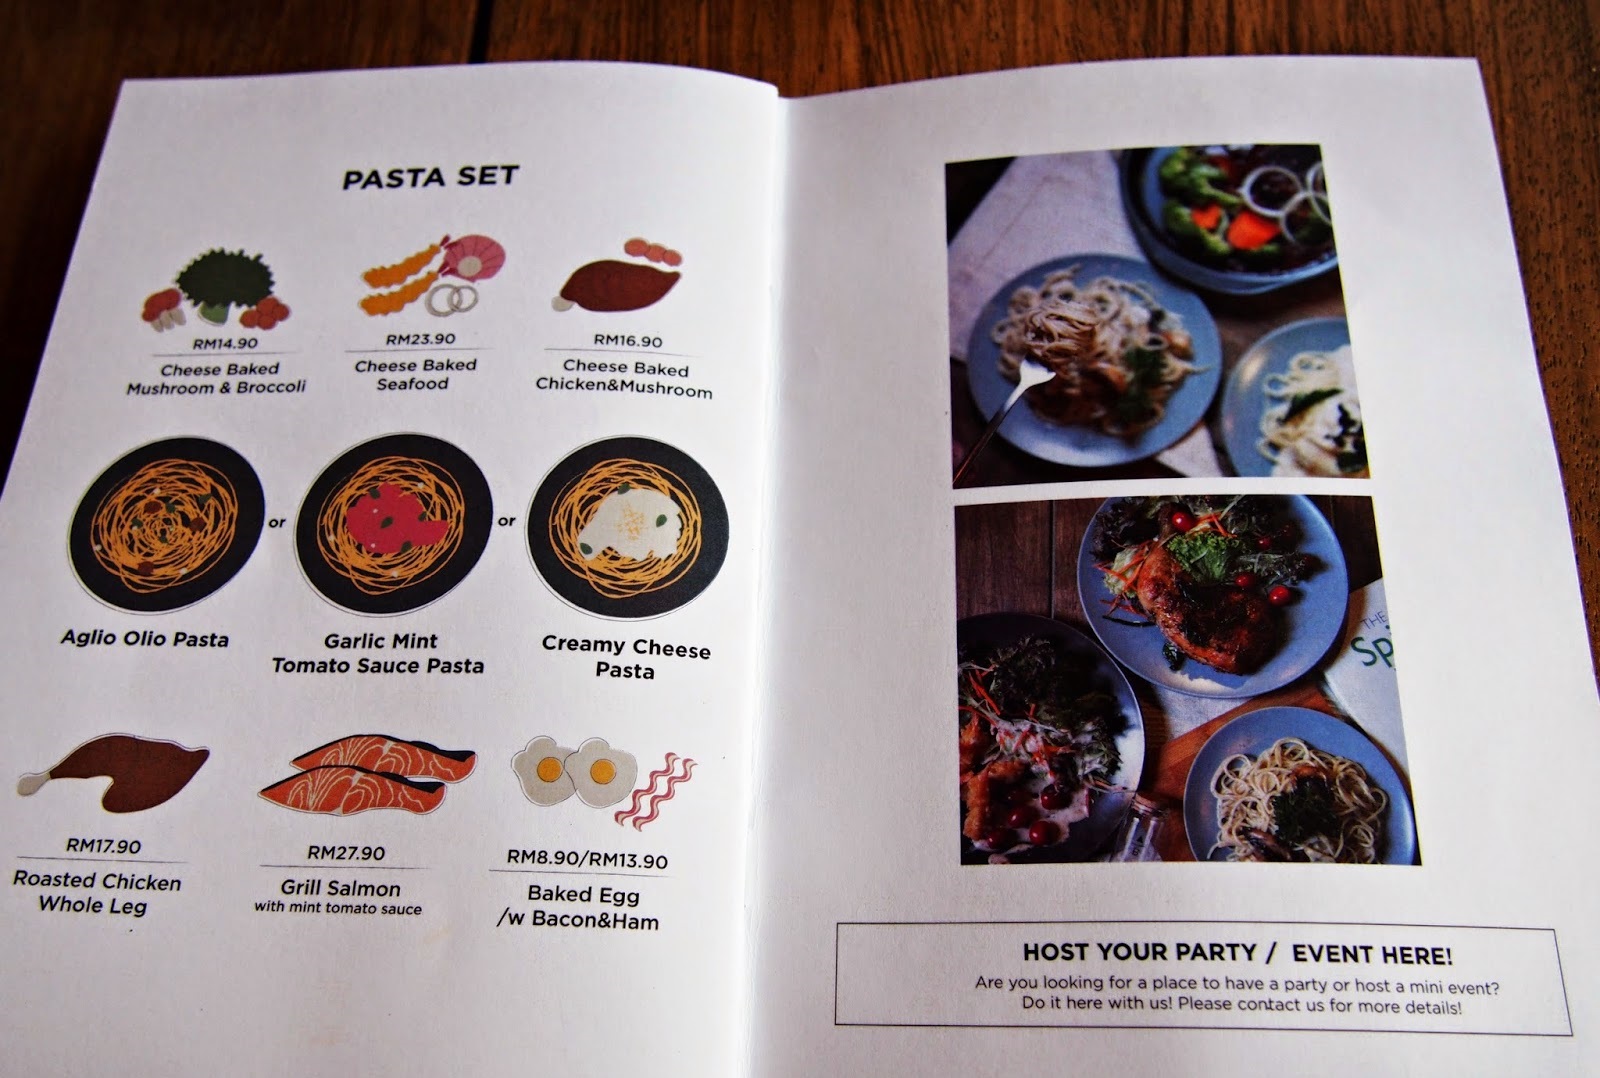 PASTA SET
RM14.90
Cheese Baked
Mushroom & Broccoli
RM23.90
Cheese Baked
Seafood
RM16.90
Cheese Baked
Chicken&Mushroom
or
or
Aglio Olio Pasta
Garlic Mint
Tomato Sauce Pasta
Creamy Cheese
Pasta
RM17.90
Roasted Chicken
Whole Leg
RM27.90
Grill Salmon
with mint tomato sauce
RM8.90/RM13.90
Baked Egg
/w Bacon&Ham
THE
Sp
HOST YOUR PARTY / EVENT HERE!
Are you looking for a place to have a party or host a mini event?
Do it here with us! Please contact us for more details!